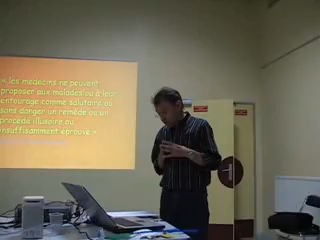 « les médecins ne peuvent
proposer aux malades ou à leur
entourage comme salutaire ou
sans danger un remède ou un
procédé illusoire ou
insuffisamment éprouvé »